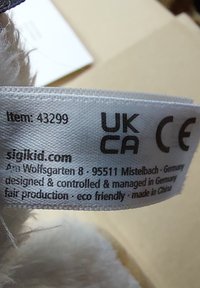 Item: 43299
UK
CA CE
sigikid.com
Am Wolfsgarten 8 · 95511 Mistelbach · Germany
designed & controlled & managed in Germany
fair production · eco friendly · made in China